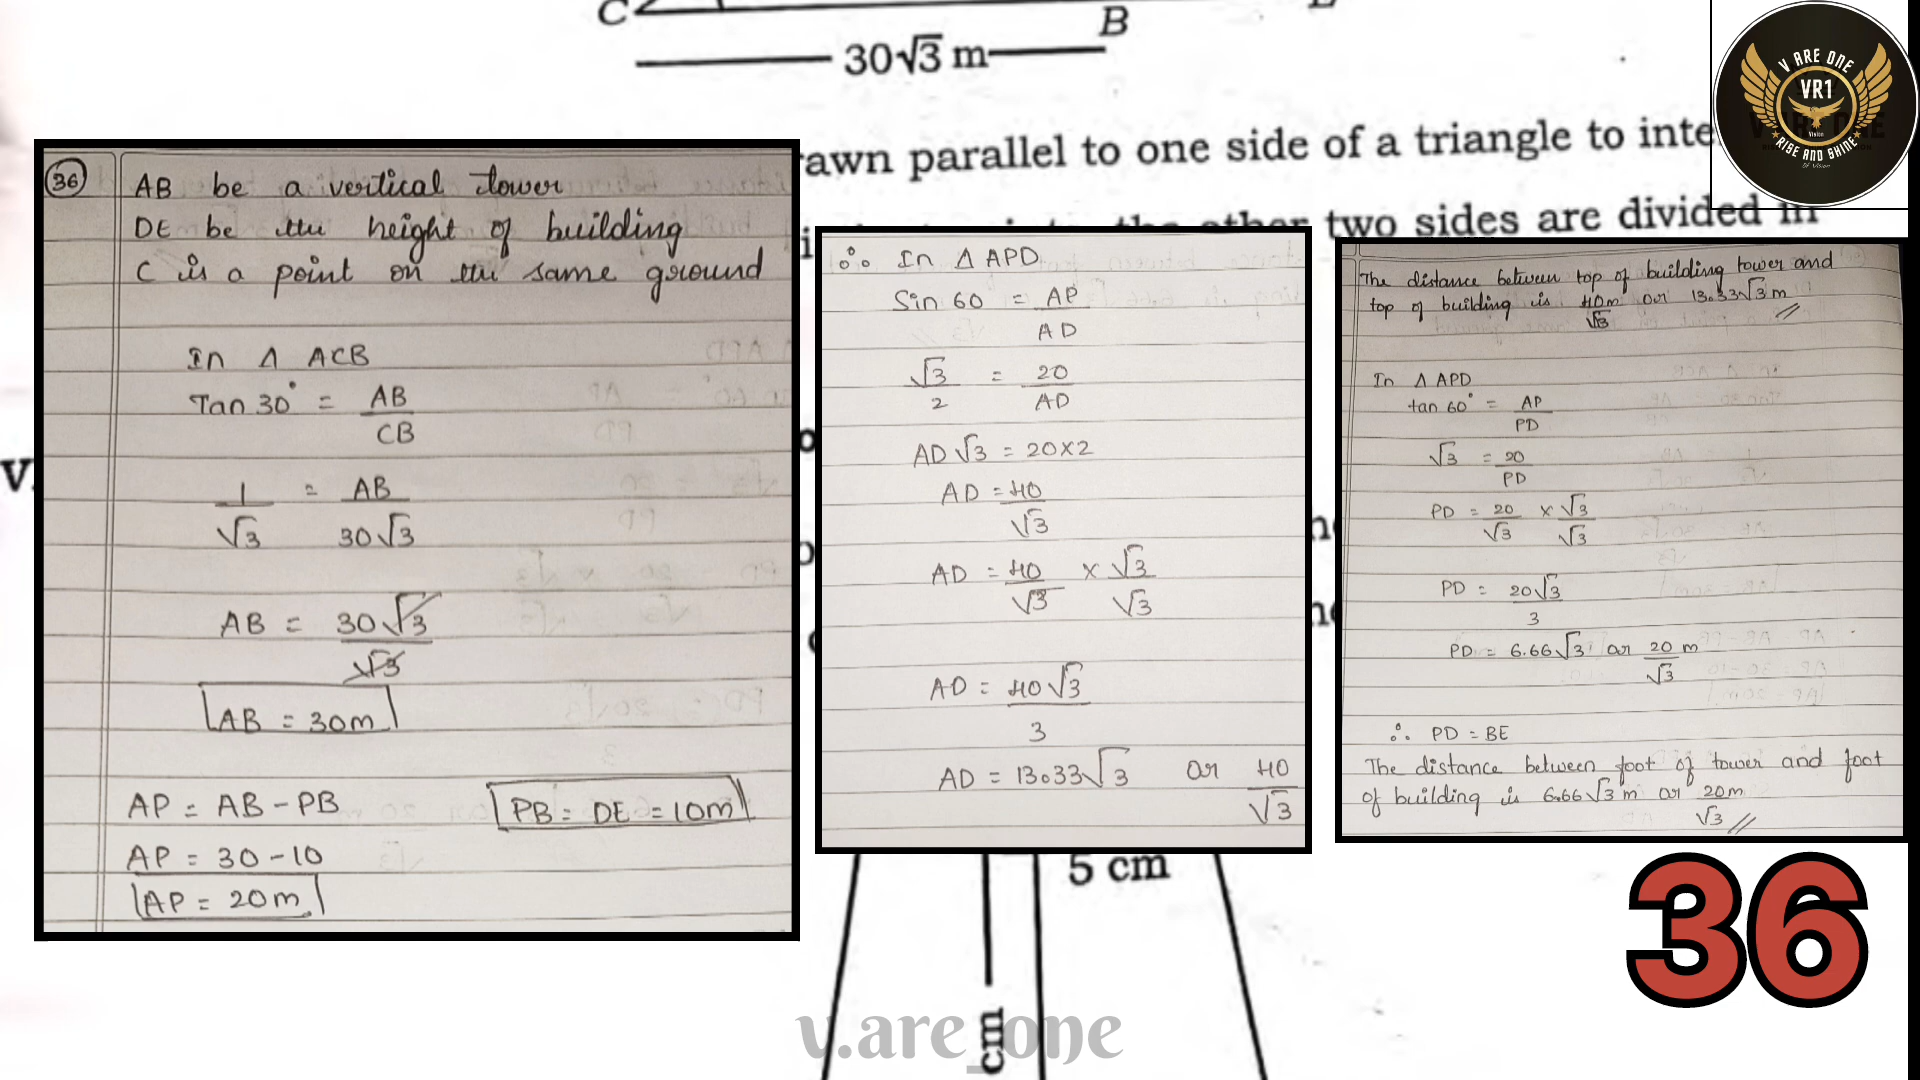 C
B
30√3 m
awn parallel to one side of a triangle to inte
two sides are divided in
V ARE ONE
VR1
Vision
RISE AND SHINE
Of Vision
36
AB be a vertical tower
DE be the height of building
C is a point on the same ground
In Δ ACB
Tan 30° = AB/CB
1/√3 = AB/30√3
AB = 30√3/√3
AB = 30m
AP = AB - PB
PB = DE = 10m
AP = 30 - 10
AP = 20m
∴ In Δ APD
Sin 60 = AP/AD
√3/2 = 20/AD
AD√3 = 20×2
AD = 40/√3
AD = 40/√3 × √3/√3
AD = 40√3/3
AD = 13.33√3 or 40/√3
The distance between top of building tower and
top of building is 40m/√3 or 13.33√3 m
In Δ APD
tan 60° = AP/PD
√3 = 20/PD
PD = 20/√3 × √3/√3
PD = 20√3/3
PD = 6.66√3 or 20/√3 m
∴ PD = BE
The distance between foot of tower and foot
of building is 6.66√3 m or 20m/√3
5 cm
cm
36
v.are_one